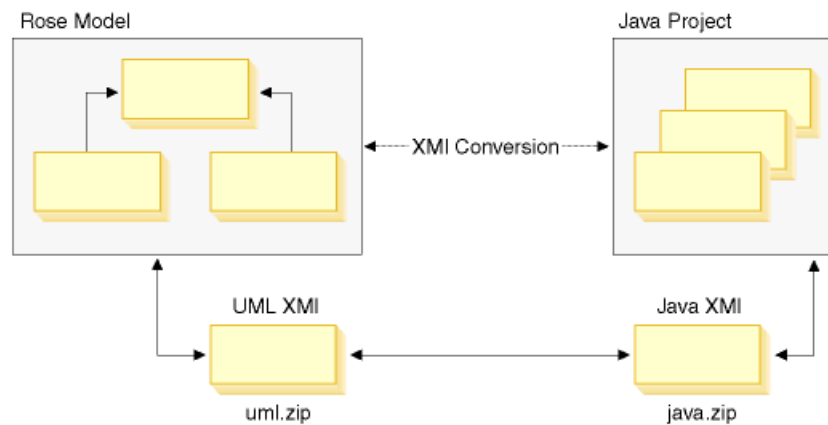 Rose Model
Java Project
XMI Conversion
UML XMI
Java XMI
uml.zip
java.zip